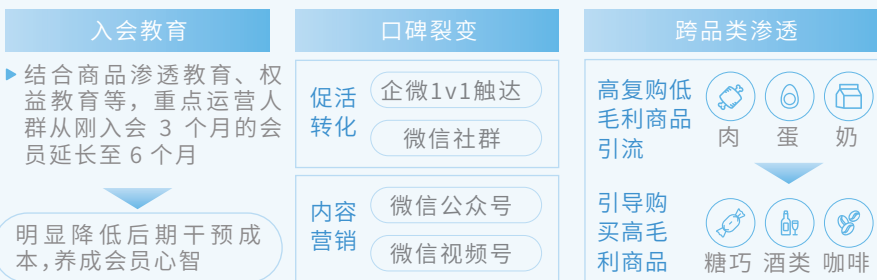 入会教育
结合商品渗透教育、权
益教育等，重点运营人
群从刚入会 3 个月的会
员延长至 6 个月
明显降低后期干预成
本，养成会员心智
口碑裂变
促活
转化
企微1v1触达
微信社群
内容
营销
微信公众号
微信视频号
跨品类渗透
高复购低
毛利商品
引流
肉 蛋 奶
引导购
买高毛
利商品
糖巧 酒类 咖啡